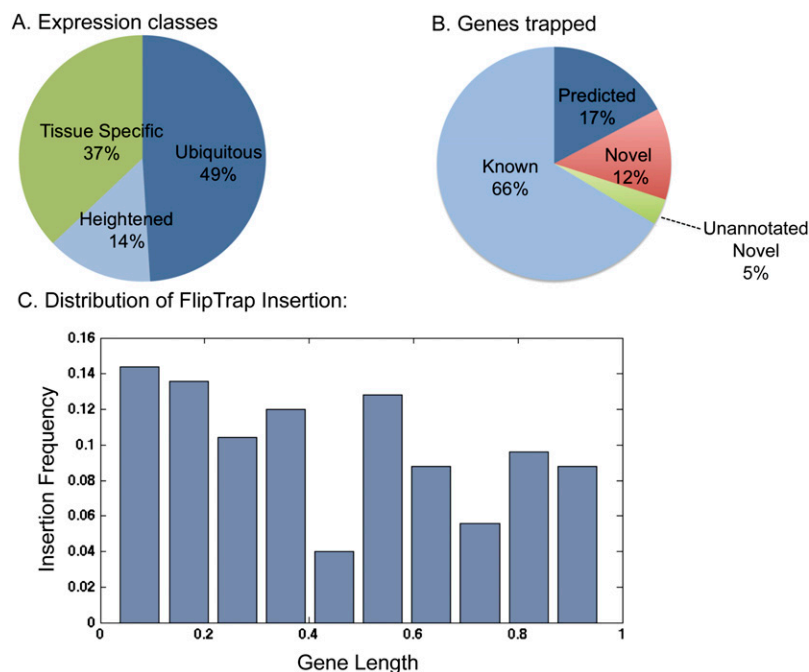 A. Expression classes
Tissue Specific
37%
Ubiquitous
49%
Heightened
14%
B. Genes trapped
Predicted
17%
Known
66%
Novel
12%
Unannotated
Novel
5%
C. Distribution of FlipTrap Insertion:
Insertion Frequency
0.16
0.14
0.12
0.1
0.08
0.06
0.04
0.02
0
0 0.2 0.4 0.6 0.8 1
Gene Length